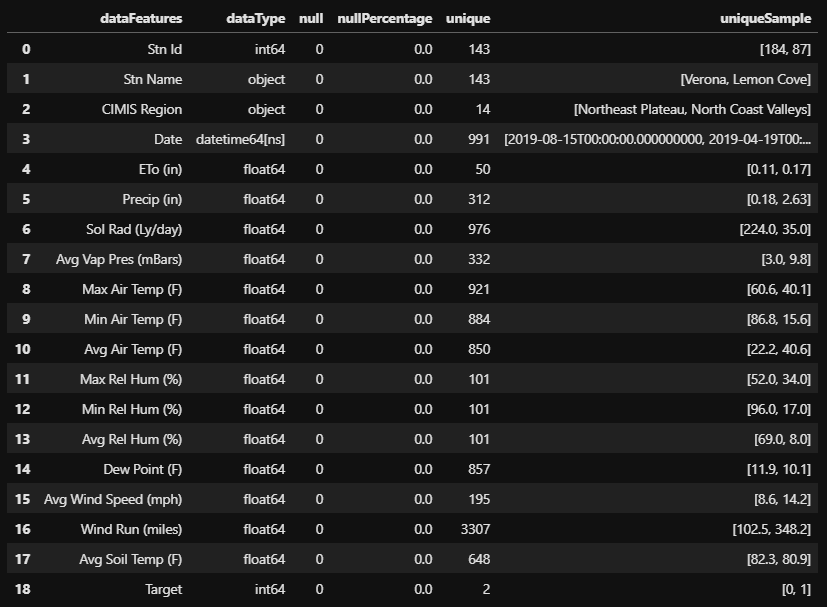 dataFeatures dataType null nullPercentage unique uniqueSample
0 Stn Id int64 0 0.0 143 [184, 87]
1 Stn Name object 0 0.0 143 [Verona, Lemon Cove]
2 CIMIS Region object 0 0.0 14 [Northeast Plateau, North Coast Valleys]
3 Date datetime64[ns] 0 0.0 991 [2019-08-15T00:00:00.000000000, 2019-04-19T00:...
4 ETo (in) float64 0 0.0 50 [0.11, 0.17]
5 Precip (in) float64 0 0.0 312 [0.18, 2.63]
6 Sol Rad (Ly/day) float64 0 0.0 976 [224.0, 35.0]
7 Avg Vap Pres (mBars) float64 0 0.0 332 [3.0, 9.8]
8 Max Air Temp (F) float64 0 0.0 921 [60.6, 40.1]
9 Min Air Temp (F) float64 0 0.0 884 [86.8, 15.6]
10 Avg Air Temp (F) float64 0 0.0 850 [22.2, 40.6]
11 Max Rel Hum (%) float64 0 0.0 101 [52.0, 34.0]
12 Min Rel Hum (%) float64 0 0.0 101 [96.0, 17.0]
13 Avg Rel Hum (%) float64 0 0.0 101 [69.0, 8.0]
14 Dew Point (F) float64 0 0.0 857 [11.9, 10.1]
15 Avg Wind Speed (mph) float64 0 0.0 195 [8.6, 14.2]
16 Wind Run (miles) float64 0 0.0 3307 [102.5, 348.2]
17 Avg Soil Temp (F) float64 0 0.0 648 [82.3, 80.9]
18 Target int64 0 0.0 2 [0, 1]